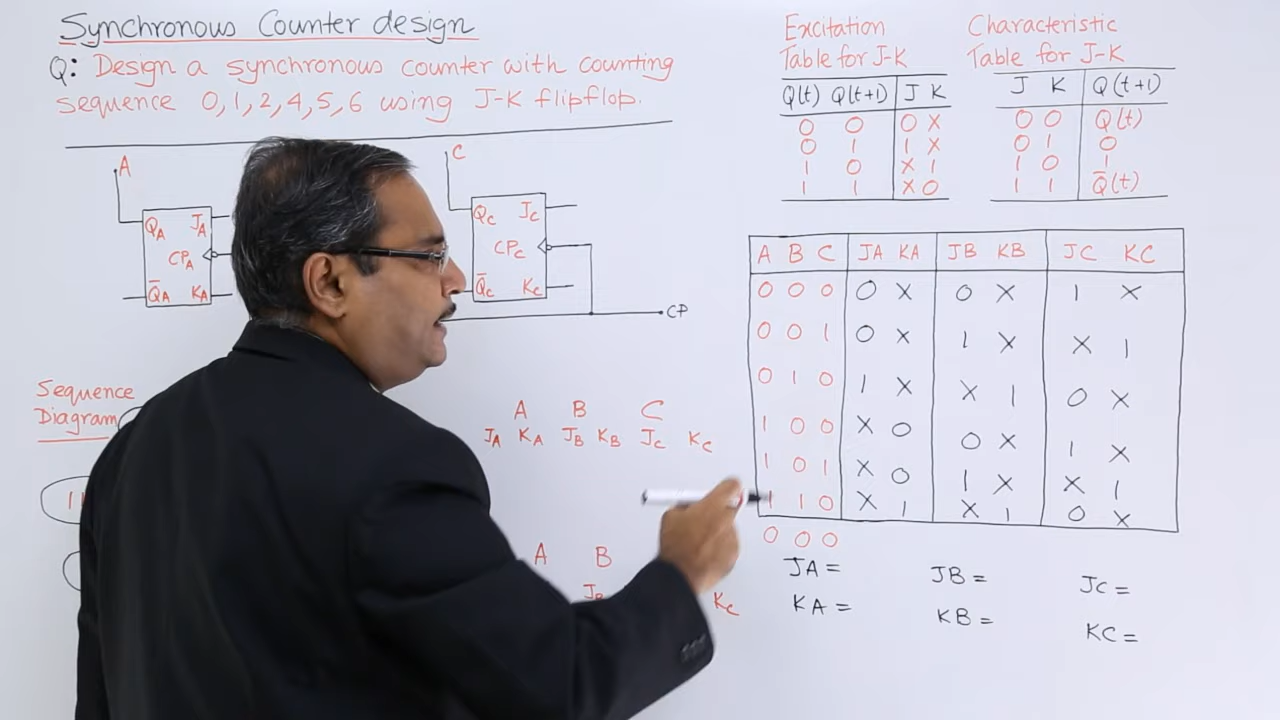 Synchronous Counter design
Q: Design a synchronous counter with counting
sequence 0,1,2,4,5,6 using J-K flipflop.
Excitation
Table for J-K
Q(t) Q(t+1) J K
0 0 0 X
0 1 1 X
1 0 X 1
1 1 X 0
Characteristic
Table for J-K
J K Q(t+1)
0 0 Q(t)
0 1 0
1 0 1
1 1 Q̅(t)
A
QA JA
CPA
Q̅A KA
C
QC JC
CPC
Q̅C KC
CP
Sequence
Diagram
A B C
JA KA JB KB JC KC
A B
KC
A B C JA KA JB KB JC KC
0 0 0 0 X 0 X 1 X
0 0 1 0 X 1 X X 1
0 1 0 1 X X 1 0 X
1 0 0 X 0 0 X 1 X
1 0 1 X 0 1 X X 1
1 1 0 X 1 X 1 0 X
0 0 0
JA = JB = JC =
KA = KB = KC =